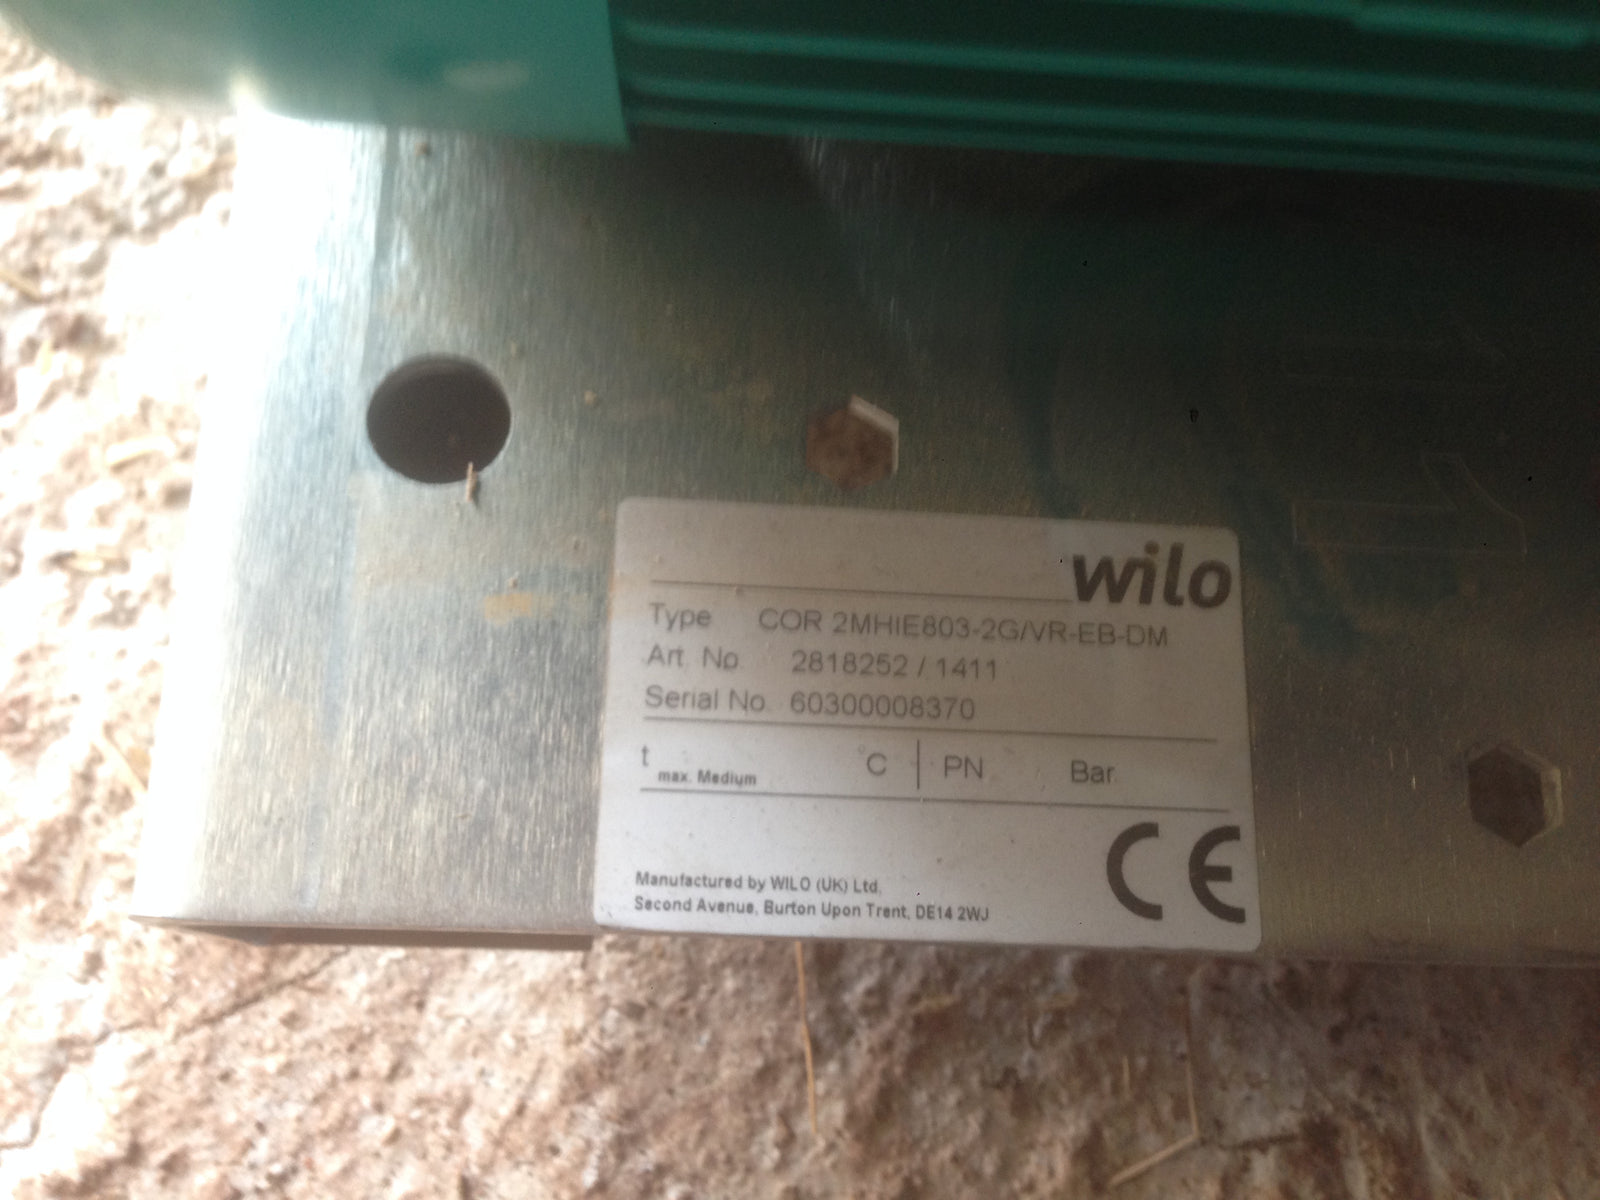 wilo
Type COR 2MHIE803-2G/VR-EB-DM
Art. No. 2818252 / 1411
Serial No. 60300008370
t max. Medium °C | PN Bar
Manufactured by WILO (UK) Ltd.
Second Avenue, Burton Upon Trent, DE14 2WJ
CE